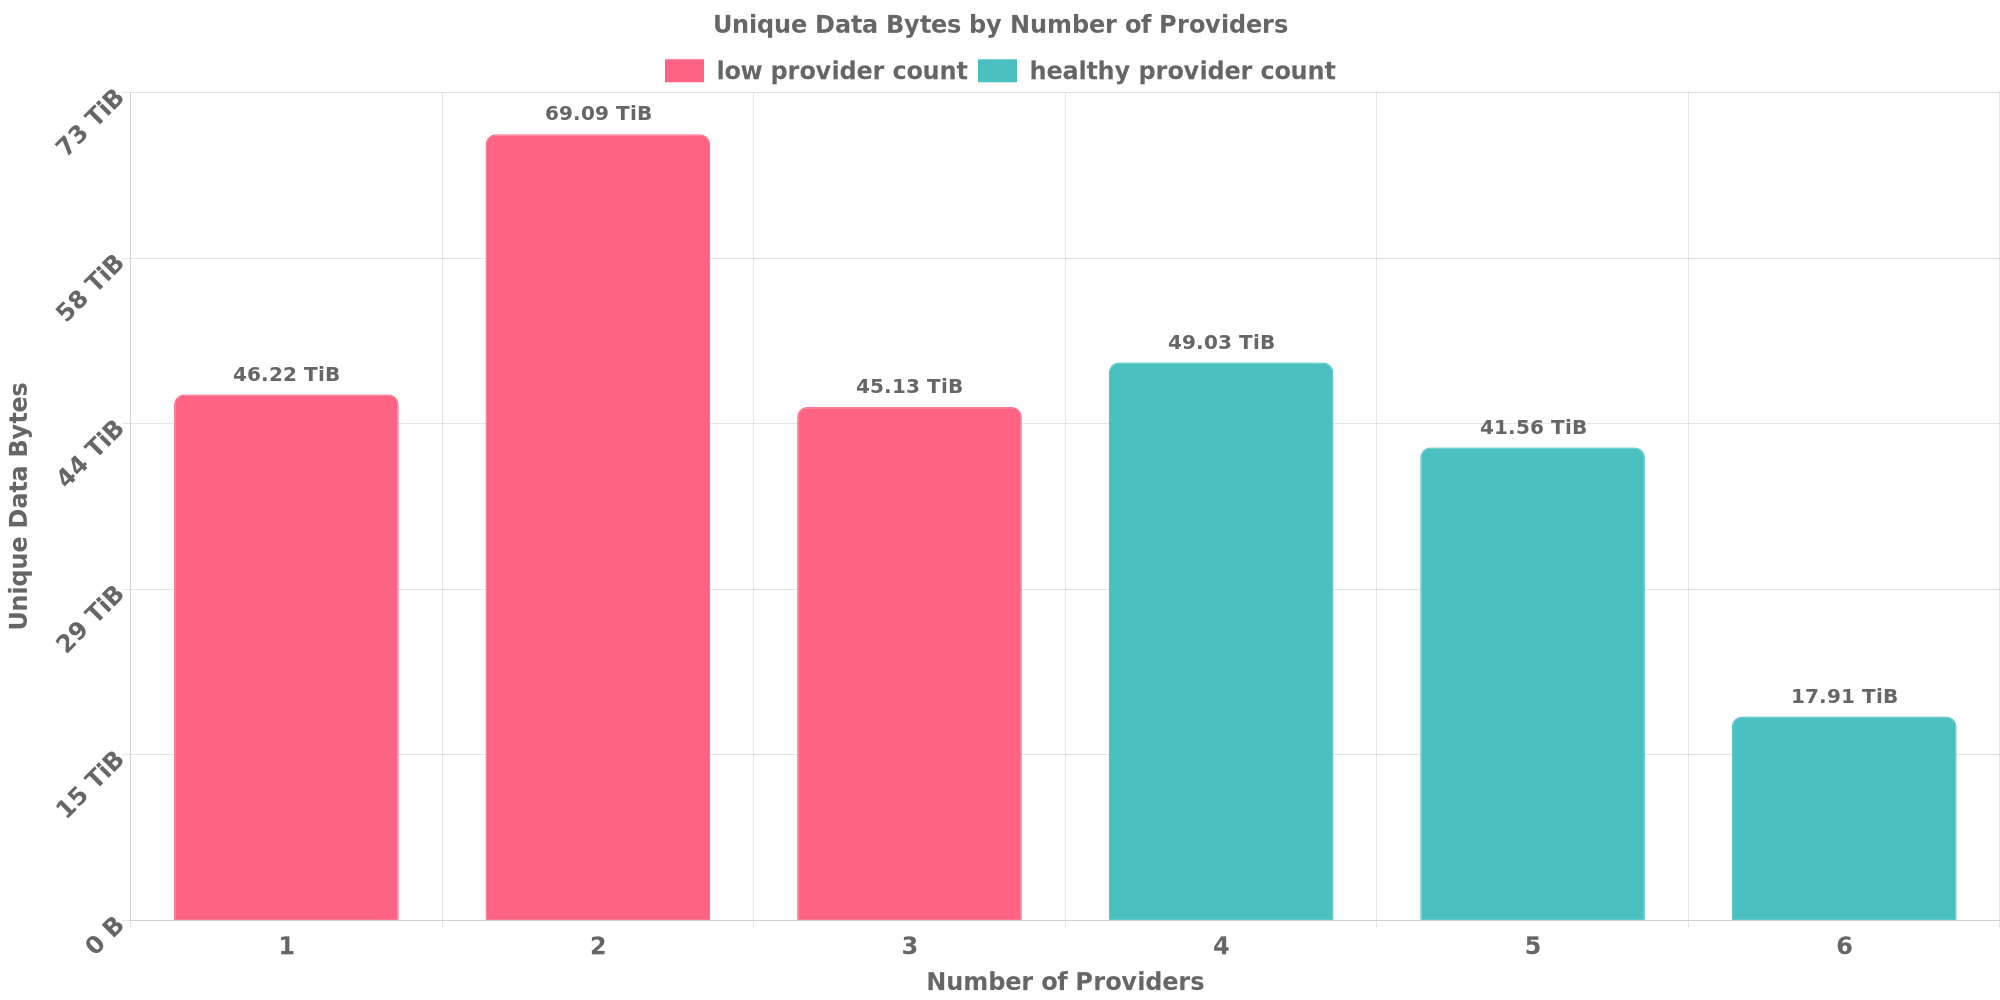 Unique Data Bytes by Number of Providers
low provider count healthy provider count
73 TiB
58 TiB
44 TiB
29 TiB
15 TiB
0 B
Unique Data Bytes
46.22 TiB
69.09 TiB
45.13 TiB
49.03 TiB
41.56 TiB
17.91 TiB
1 2 3 4 5 6
Number of Providers